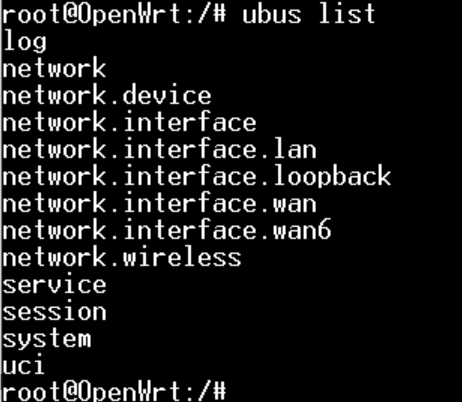 root@OpenWrt:/# ubus list
log
network
network.device
network.interface
network.interface.lan
network.interface.loopback
network.interface.wan
network.interface.wan6
network.wireless
service
session
system
uci
root@OpenWrt:/#